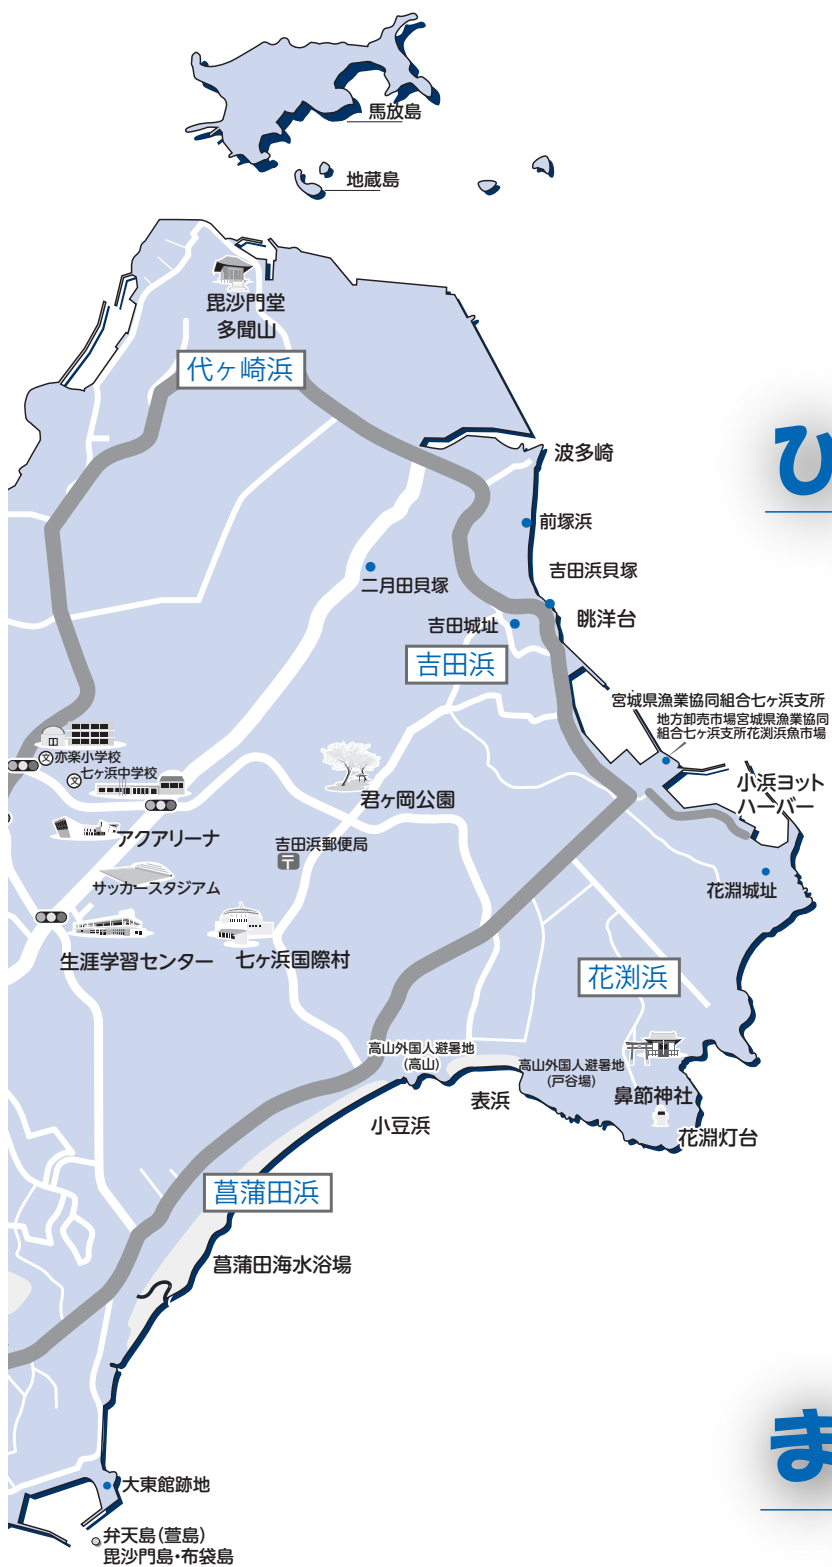 馬放島
地蔵島
毘沙門堂
多聞山
代ヶ崎浜
波多崎
ひ
前塚浜
吉田浜貝塚
二月田貝塚
眺洋台
吉田城址
吉田浜
宮城県漁業協同組合七ヶ浜支所
地方卸売市場宮城県漁業協同
組合七ヶ浜支所花渕浜魚市場
文亦楽小学校
文七ヶ浜中学校
小浜ヨット
ハーバー
君ヶ岡公園
アクアリーナ
吉田浜郵便局
〒
サッカースタジアム
花淵城址
生涯学習センター
七ヶ浜国際村
花渕浜
高山外国人避暑地
(高山)
高山外国人避暑地
(戸谷場)
表浜
鼻節神社
小豆浜
花淵灯台
菖蒲田浜
菖蒲田海水浴場
ま
大東館跡地
弁天島(萱島)
毘沙門島・布袋島